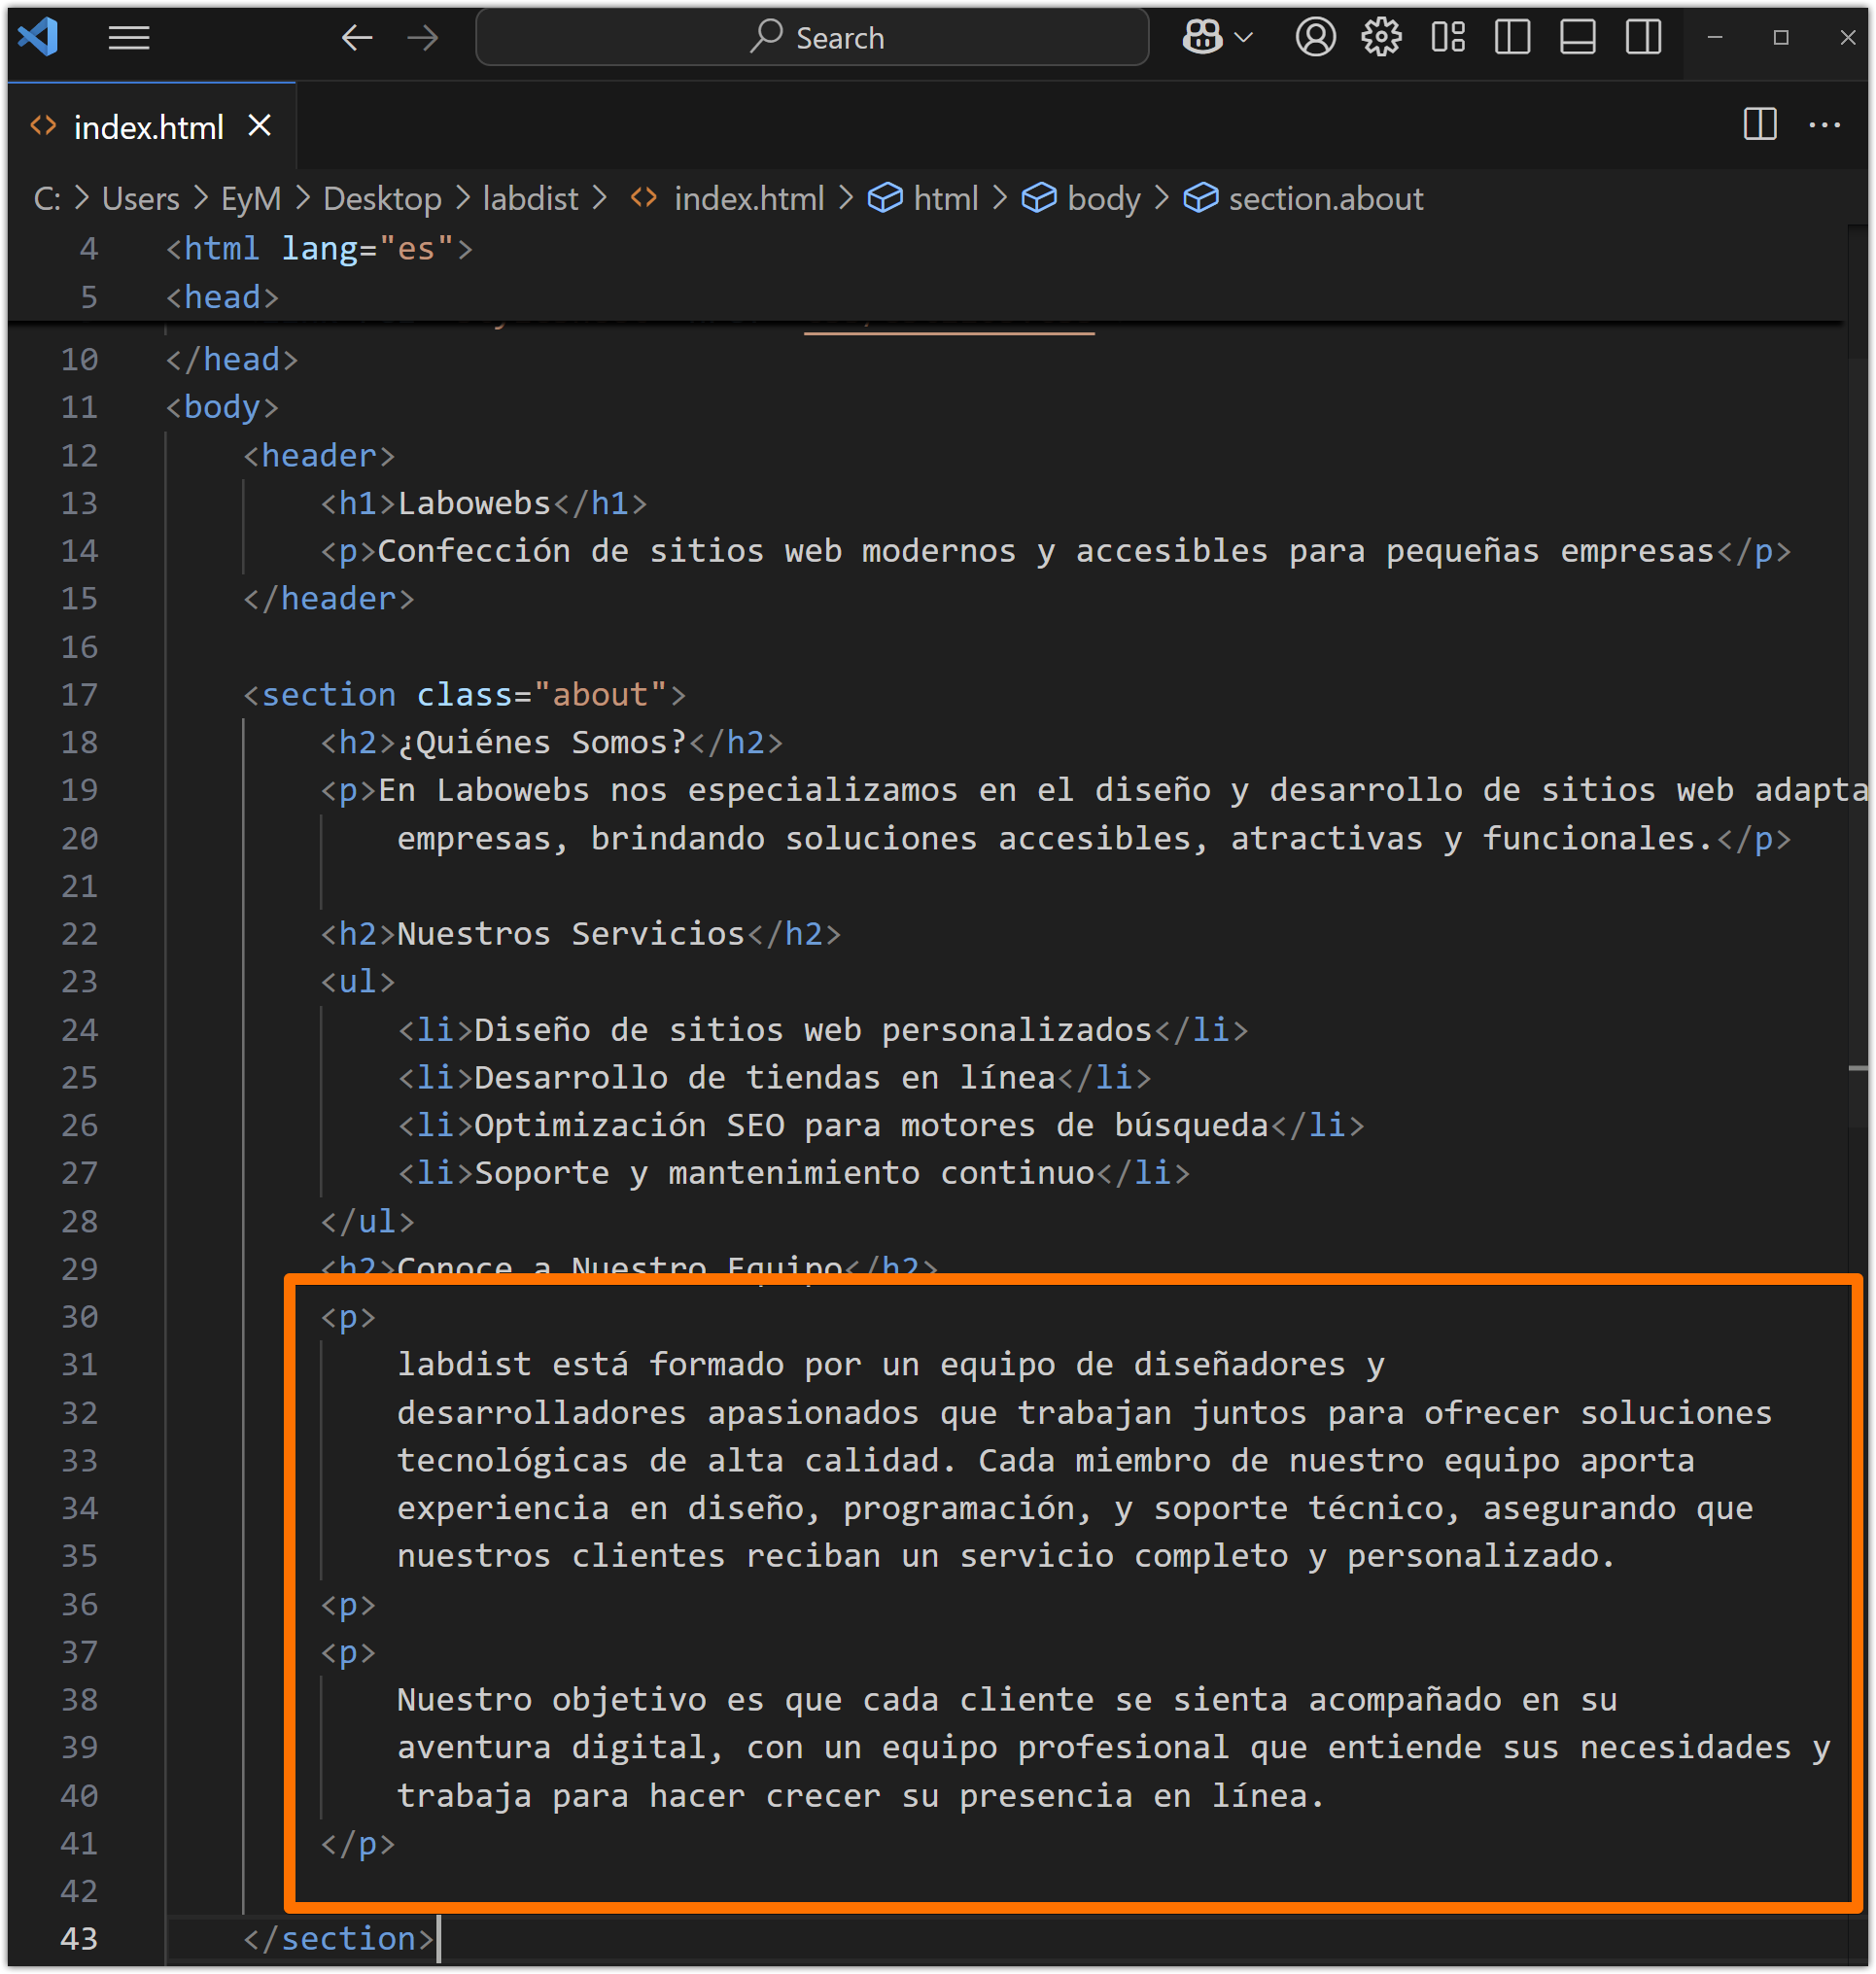 Search
index.html
C: > Users > EyM > Desktop > labdist > index.html > html > body > section.about
4 <html lang="es">
5 <head>
10 </head>
11 <body>
12 <header>
13 <h1>Labowebs</h1>
14 <p>Confección de sitios web modernos y accesibles para pequeñas empresas</p>
15 </header>
16
17 <section class="about">
18 <h2>¿Quiénes Somos?</h2>
19 <p>En Labowebs nos especializamos en el diseño y desarrollo de sitios web adapta
20 empresas, brindando soluciones accesibles, atractivas y funcionales.</p>
21
22 <h2>Nuestros Servicios</h2>
23 <ul>
24 <li>Diseño de sitios web personalizados</li>
25 <li>Desarrollo de tiendas en línea</li>
26 <li>Optimización SEO para motores de búsqueda</li>
27 <li>Soporte y mantenimiento continuo</li>
28 </ul>
29 <h2>Conoce a Nuestro Equipo</h2>
30 <p>
31 labdist está formado por un equipo de diseñadores y
32 desarrolladores apasionados que trabajan juntos para ofrecer soluciones
33 tecnológicas de alta calidad. Cada miembro de nuestro equipo aporta
34 experiencia en diseño, programación, y soporte técnico, asegurando que
35 nuestros clientes reciban un servicio completo y personalizado.
36 <p>
37 <p>
38 Nuestro objetivo es que cada cliente se sienta acompañado en su
39 aventura digital, con un equipo profesional que entiende sus necesidades y
40 trabaja para hacer crecer su presencia en línea.
41 </p>
42
43 </section>